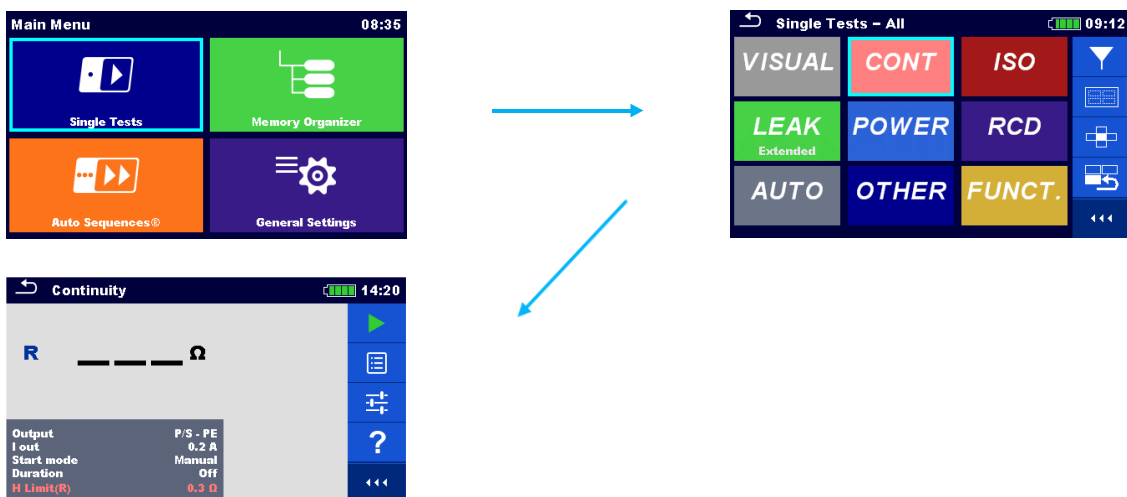 Main Menu 08:35
Single Tests Memory Organizer
Auto Sequences® General Settings
Single Tests – All 09:12
VISUAL CONT ISO
LEAK POWER RCD
Extended
AUTO OTHER FUNCT.
Continuity 14:20
R ___ Ω
?
Output P/S - PE
I out 0.2 A
Start mode Manual
Duration Off
H Limit(R) 0.3 Ω